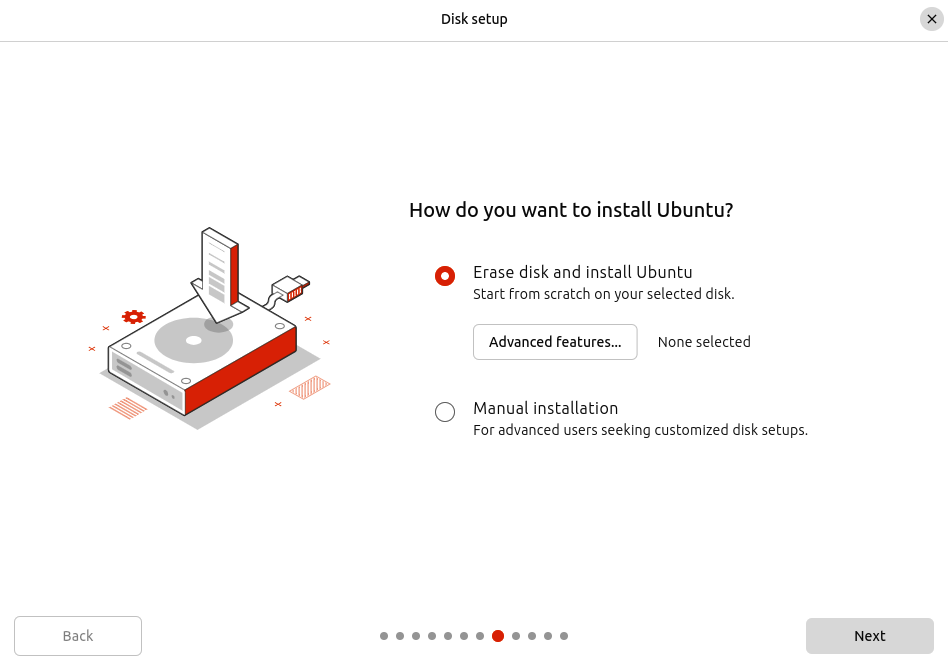 Disk setup
How do you want to install Ubuntu?
Erase disk and install Ubuntu
Start from scratch on your selected disk.
Advanced features...
None selected
Manual installation
For advanced users seeking customized disk setups.
Back
Next